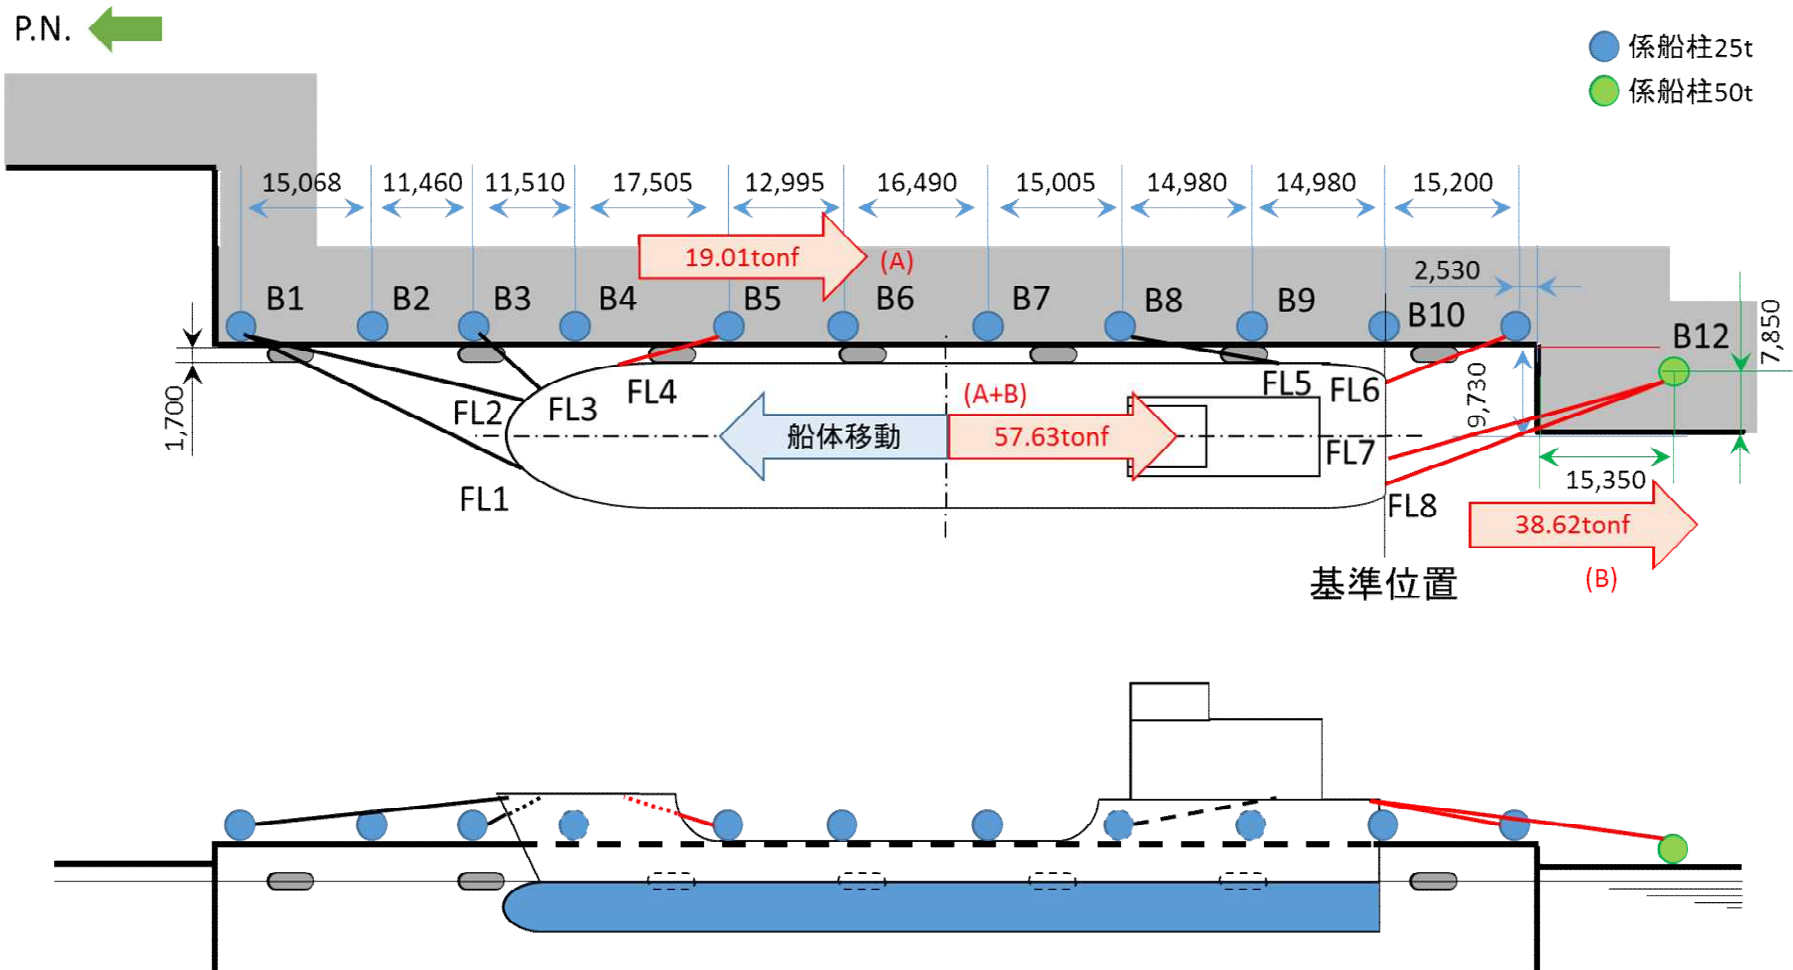 P.N.
係船柱25t
係船柱50t
15,068
11,460
11,510
17,505
12,995
16,490
15,005
14,980
14,980
15,200
19.01tonf
(A)
2,530
B1
B2
B3
B4
B5
B6
B7
B8
B9
B10
B12
7,850
1,700
FL2
FL3
FL4
(A+B)
FL5
FL6
9,730
船体移動
57.63tonf
FL7
FL1
FL8
15,350
38.62tonf
(B)
基準位置